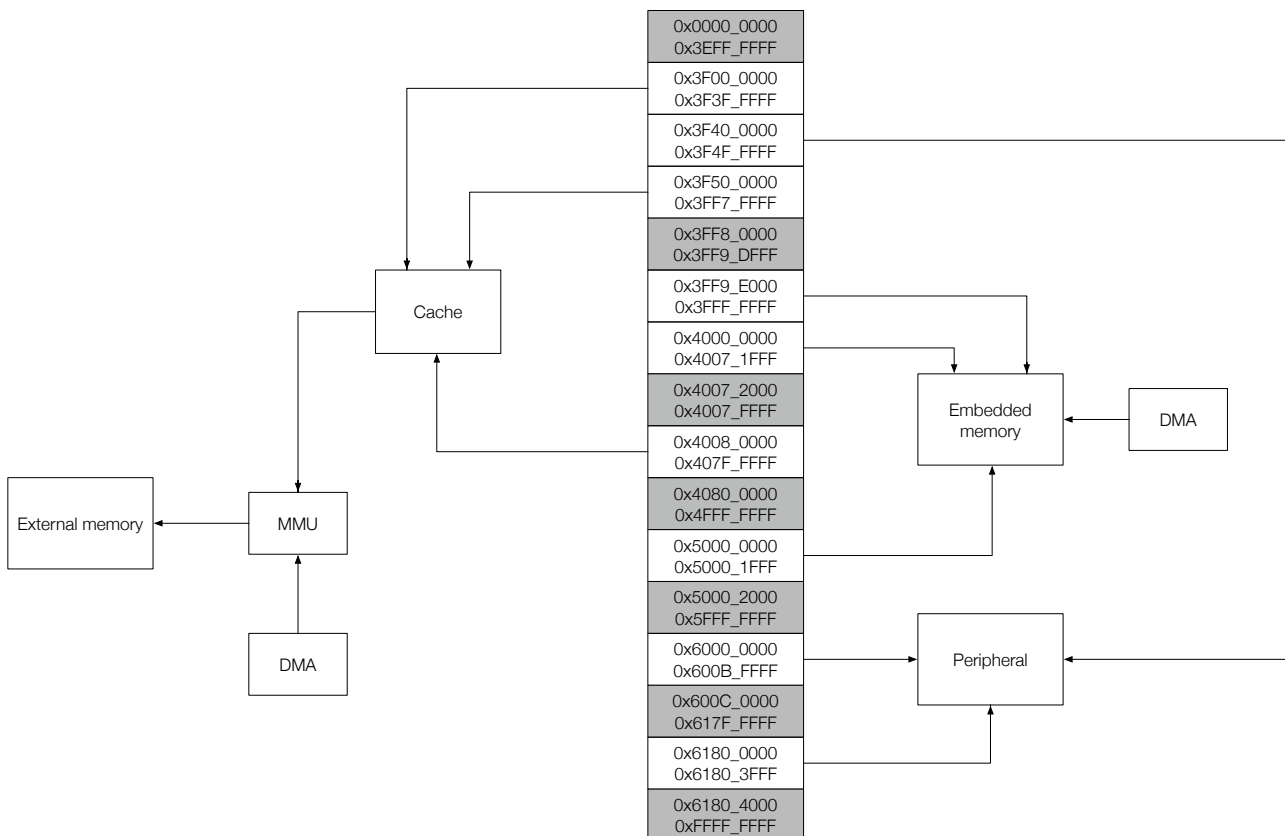 0x0000_0000
0x3EFF_FFFF
0x3F00_0000
0x3F3F_FFFF
0x3F40_0000
0x3F4F_FFFF
0x3F50_0000
0x3FF7_FFFF
0x3FF8_0000
0x3FF9_DFFF
0x3FF9_E000
0x3FFF_FFFF
0x4000_0000
0x4007_1FFF
0x4007_2000
0x4007_FFFF
0x4008_0000
0x407F_FFFF
0x4080_0000
0x4FFF_FFFF
0x5000_0000
0x5000_1FFF
0x5000_2000
0x5FFF_FFFF
0x6000_0000
0x600B_FFFF
0x600C_0000
0x617F_FFFF
0x6180_0000
0x6180_3FFF
0x6180_4000
0xFFFF_FFFF
Cache
External memory
MMU
DMA
Embedded
memory
DMA
Peripheral